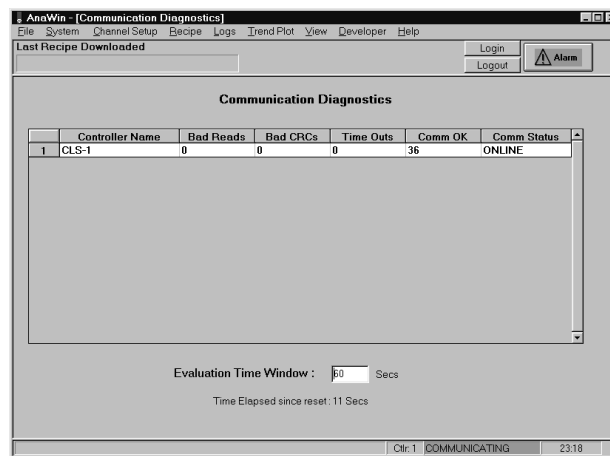 AnaWin - [Communication Diagnostics]
File System Channel Setup Recipe Logs Trend Plot View Developer Help
Last Recipe Downloaded
Login
Logout
Alarm
Communication Diagnostics
Controller Name Bad Reads Bad CRCs Time Outs Comm OK Comm Status
1 CLS-1 0 0 0 36 ONLINE
Evaluation Time Window : 60 Secs
Time Elapsed since reset : 11 Secs
Ctlr: 1 COMMUNICATING 23:18